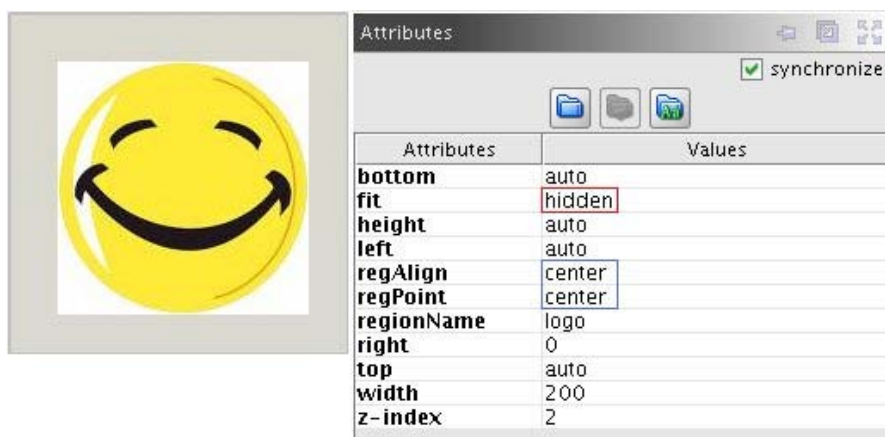 Attributes
synchronize
Attributes Values
bottom auto
fit hidden
height auto
left auto
regAlign center
regPoint center
regionName logo
right 0
top auto
width 200
z-index 2